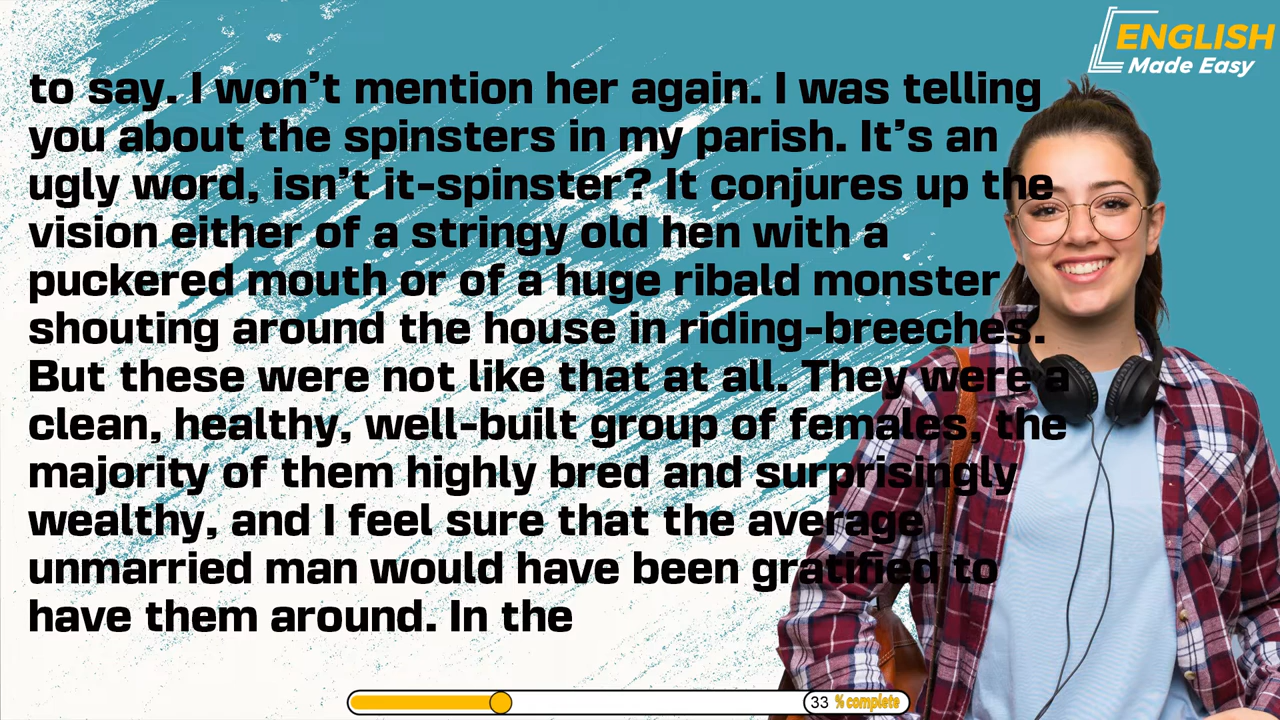 ENGLISH
Made Easy
to say. I won’t mention her again. I was telling
you about the spinsters in my parish. It’s an
ugly word, isn’t it-spinster? It conjures up the
vision either of a stringy old hen with a
puckered mouth or of a huge ribald monster
shouting around the house in riding-breeches.
But these were not like that at all. They were a
clean, healthy, well-built group of females, the
majority of them highly bred and surprisingly
wealthy, and I feel sure that the average
unmarried man would have been gratified to
have them around. In the
33 % complete